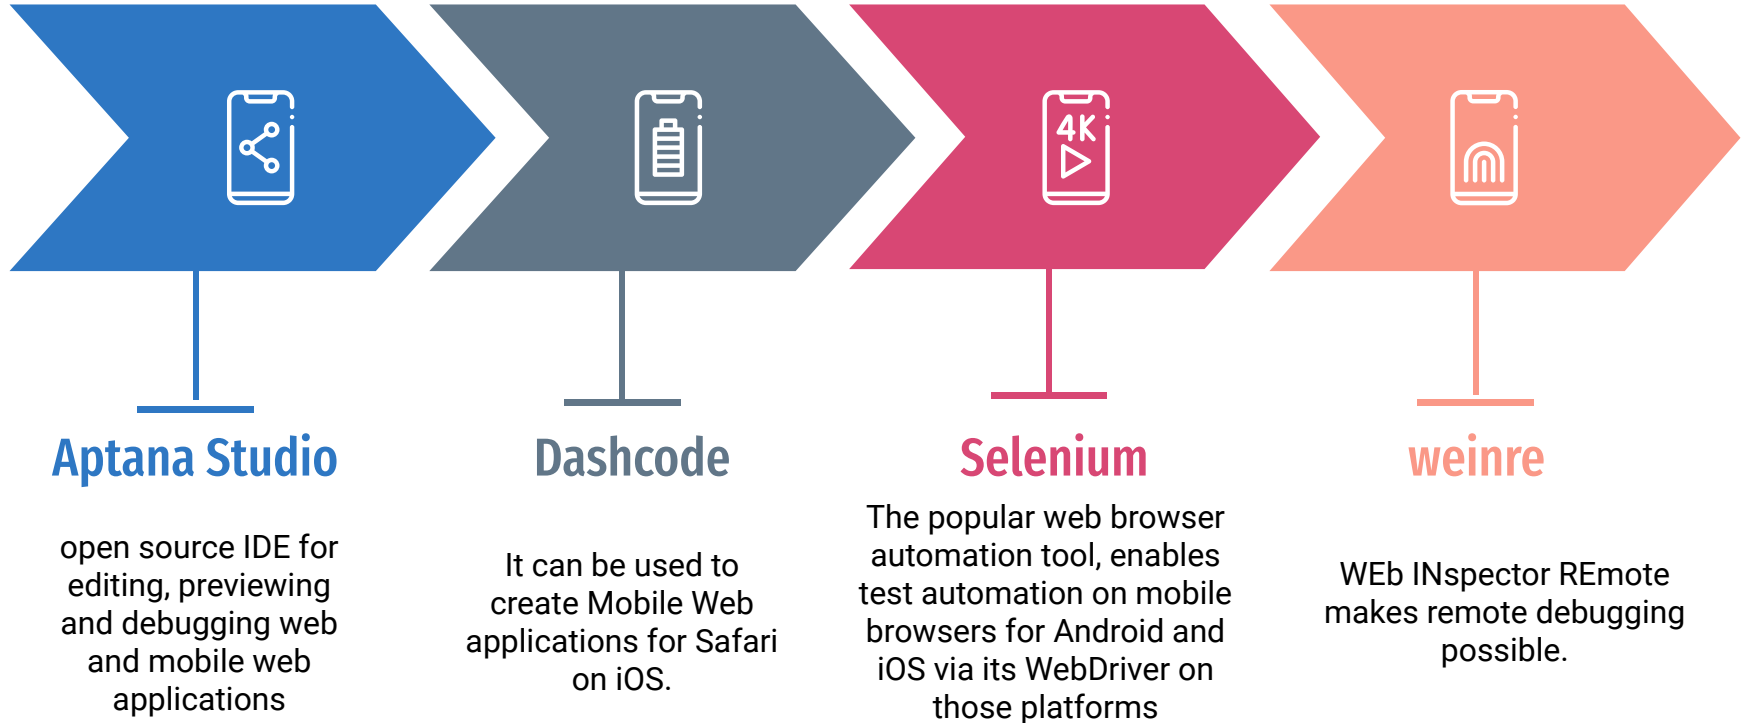 4K
Aptana Studio
open source IDE for
editing, previewing
and debugging web
and mobile web
applications
Dashcode
It can be used to
create Mobile Web
applications for Safari
on iOS.
Selenium
The popular web browser
automation tool, enables
test automation on mobile
browsers for Android and
iOS via its WebDriver on
those platforms
weinre
WEb INspector REmote
makes remote debugging
possible.